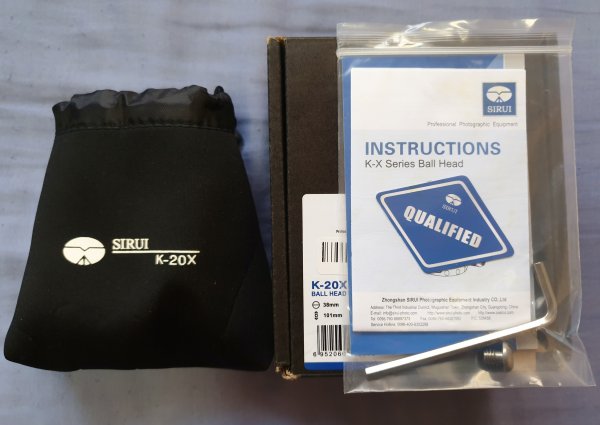 SIRUI
K-20X
K-20X
BALL HEAD
38mm
101mm
SIRUI
Professional Photographic Equipment
INSTRUCTIONS
K-X Series Ball Head
SIRUI
QUALIFIED
Zhongshan SIRUI Photographic Equipment Industry CO., Ltd